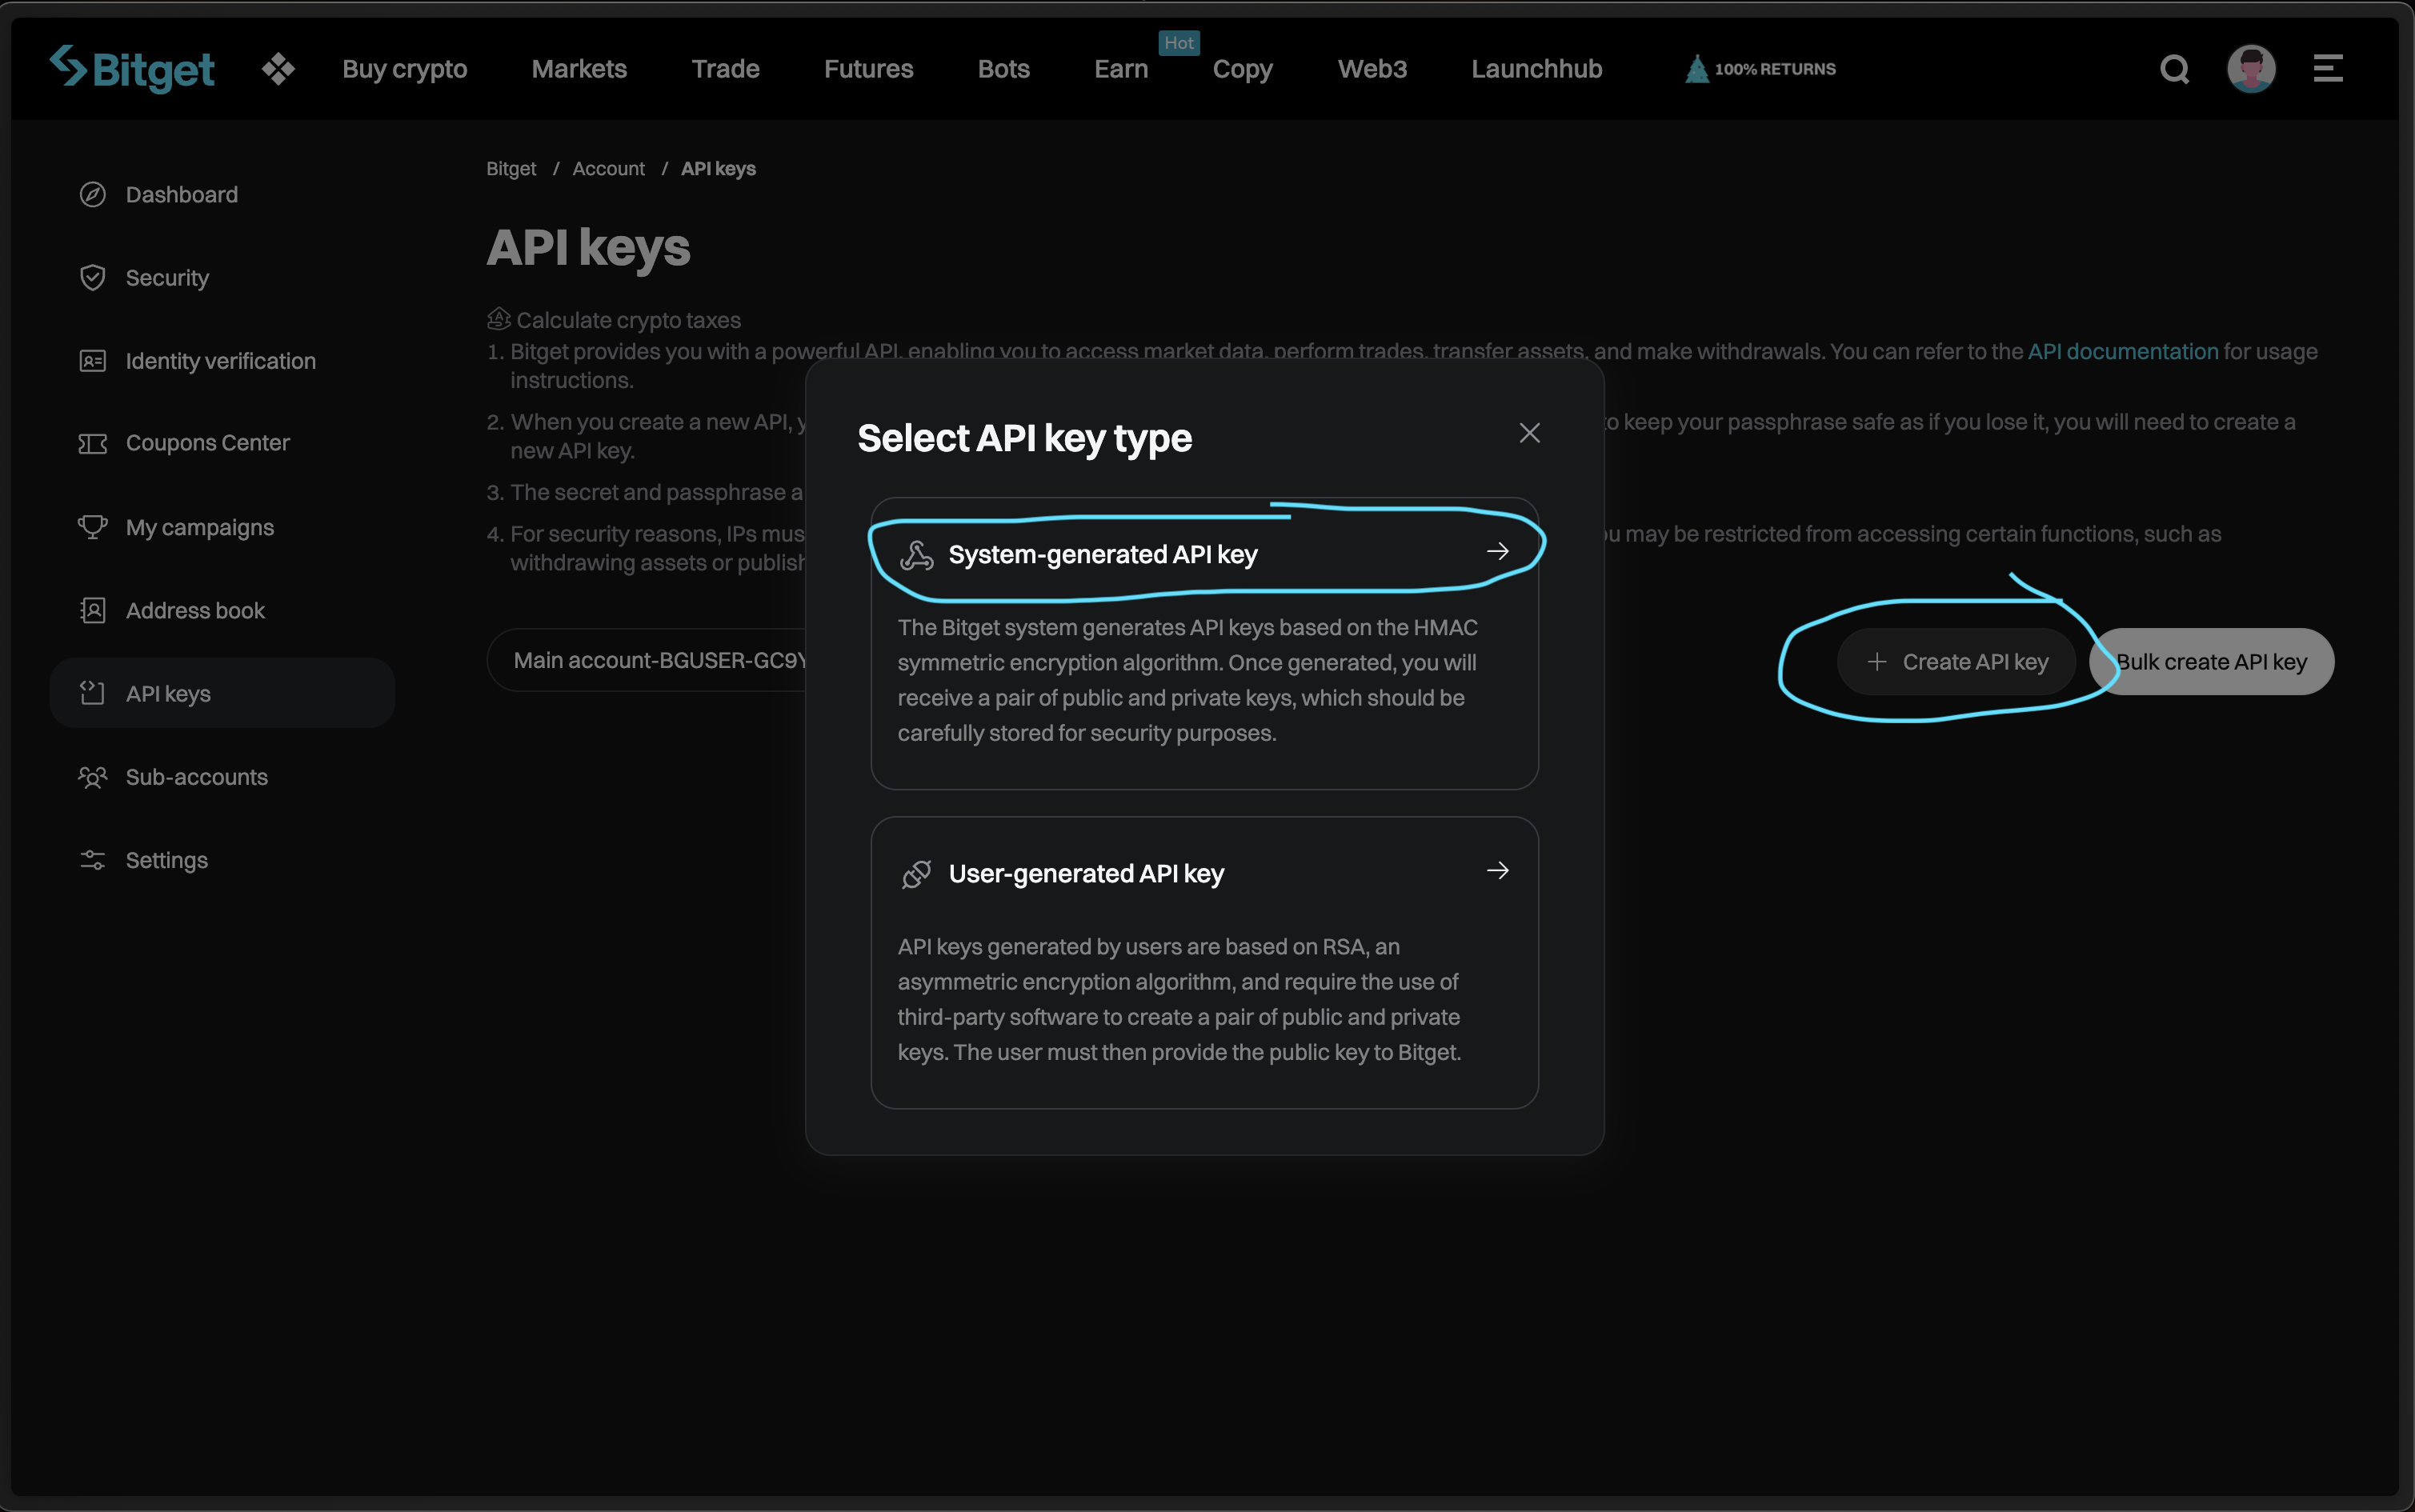 Bitget
Buy crypto
Markets
Trade
Futures
Bots
Earn
Hot
Copy
Web3
Launchhub
100% RETURNS
Dashboard
Security
Identity verification
Coupons Center
My campaigns
Address book
API keys
Sub-accounts
Settings
Bitget / Account / API keys
API keys
Calculate crypto taxes
1. Bitget provides you with a powerful API, enabling you to access market data, perform trades, transfer assets, and make withdrawals. You can refer to the API documentation for usage
instructions.
2. When you create a new API, y
to keep your passphrase safe as if you lose it, you will need to create a
new API key.
3. The secret and passphrase a
4. For security reasons, IPs mus
ou may be restricted from accessing certain functions, such as
withdrawing assets or publish
Main account-BGUSER-GC9Y
+ Create API key
Bulk create API key
Select API key type
System-generated API key
The Bitget system generates API keys based on the HMAC
symmetric encryption algorithm. Once generated, you will
receive a pair of public and private keys, which should be
carefully stored for security purposes.
User-generated API key
API keys generated by users are based on RSA, an
asymmetric encryption algorithm, and require the use of
third-party software to create a pair of public and private
keys. The user must then provide the public key to Bitget.